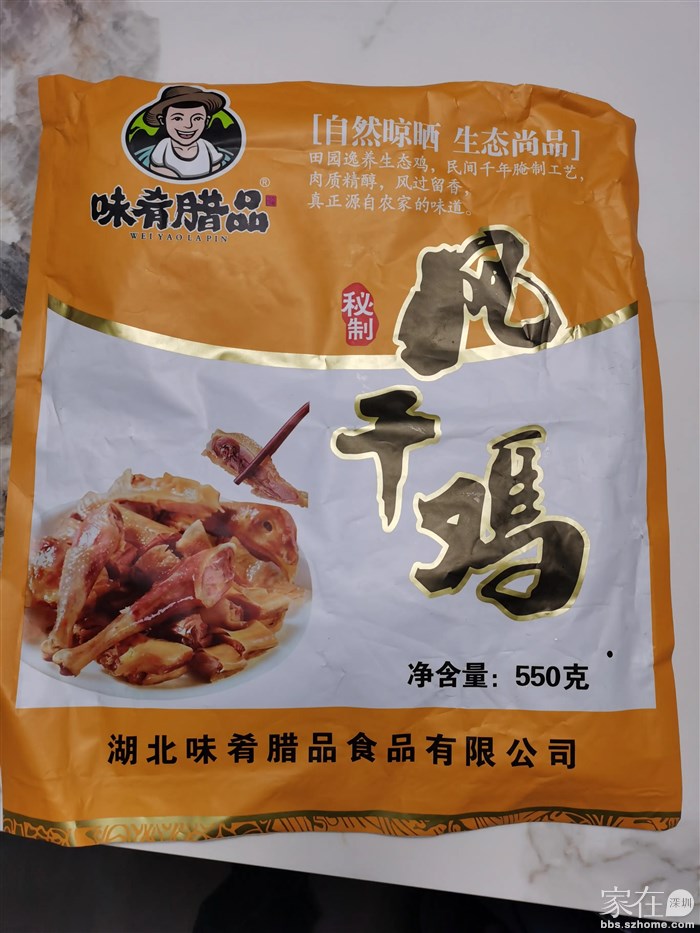 [自然晾晒 生态尚品]
田园逸养生态鸡，民间千年腌制工艺，
肉质精醇，风过留香，
真正源自农家的味道。
味肴腊品®
WEI YAO LA PIN
秘制
风干鸡
净含量：550克
湖北味肴腊品食品有限公司
家在深圳
bbs.szhome.com